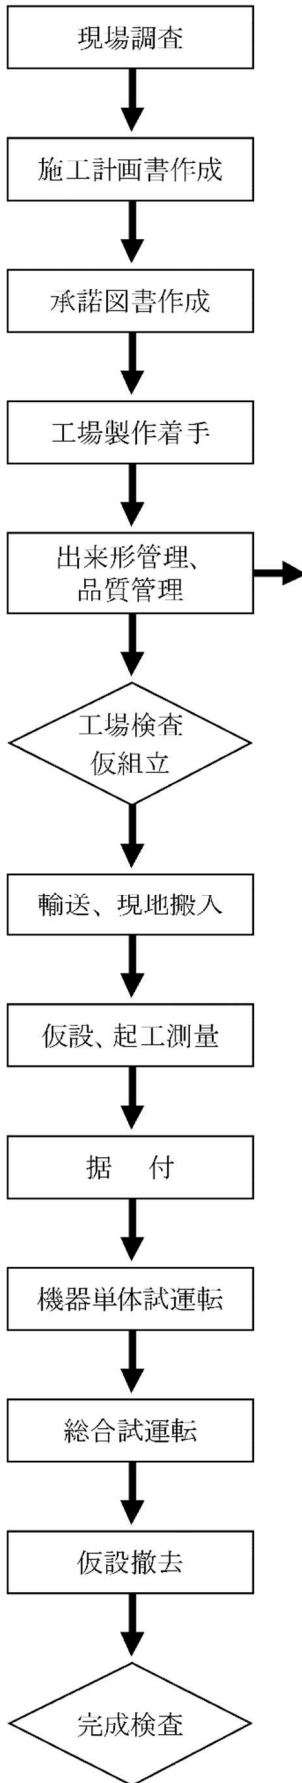 現場調査
施工計画書作成
承諾図書作成
工場製作着手
出来形管理、
品質管理
工場検査
仮組立
輸送、現地搬入
仮設、起工測量
据　付
機器単体試運転
総合試運転
仮設撤去
完成検査